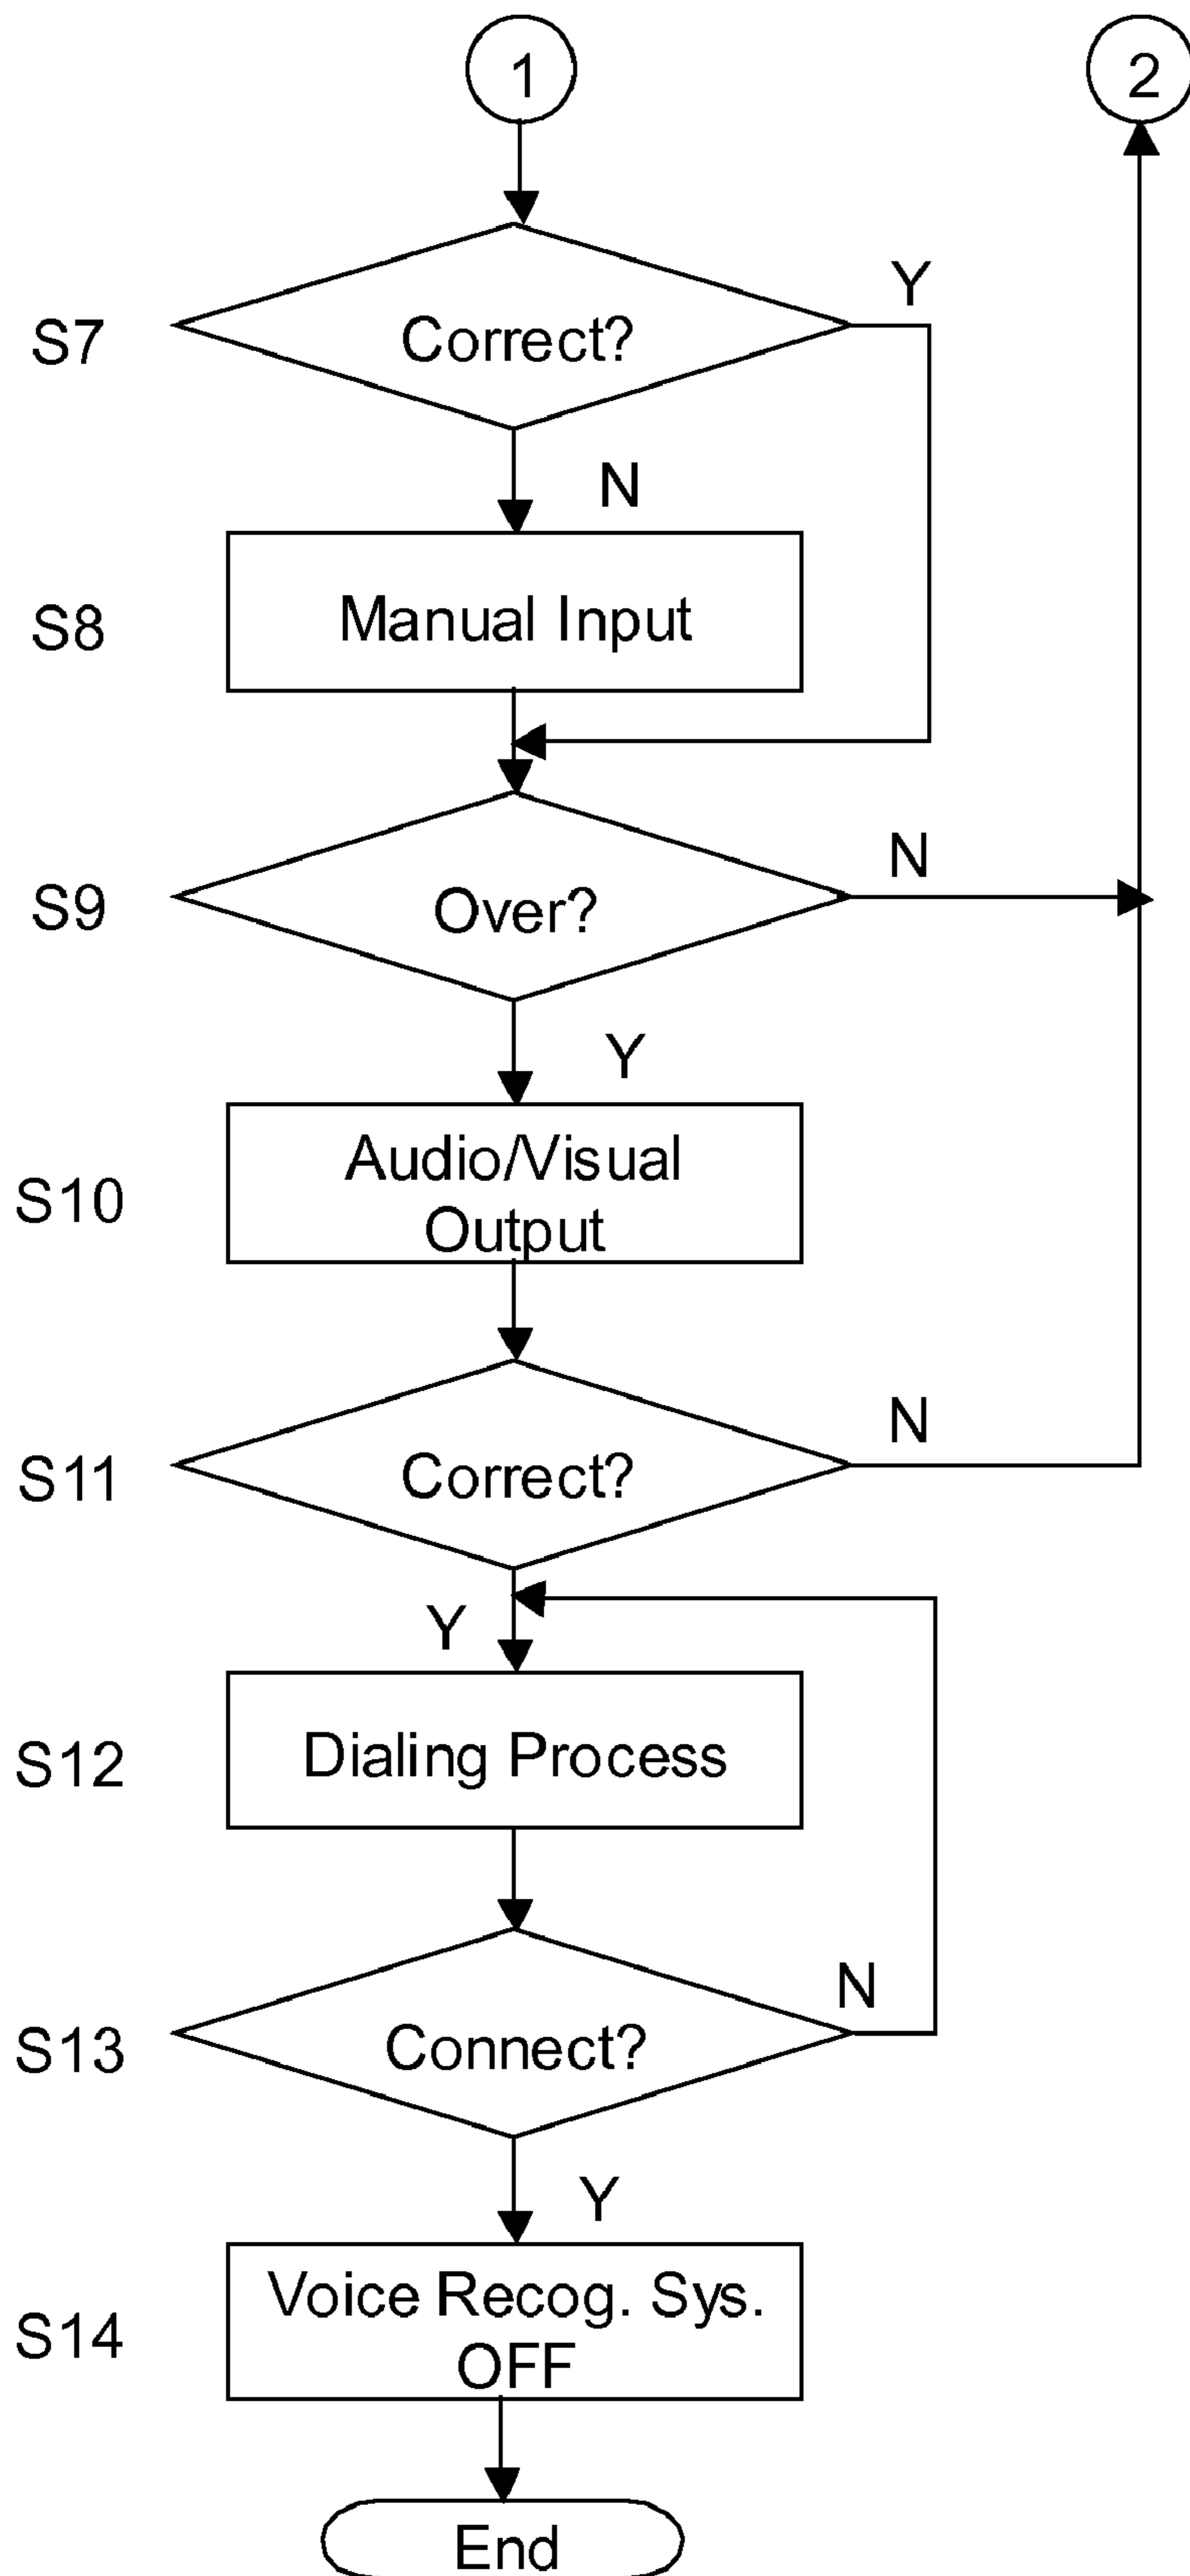 1
2
S7
Correct?
Y
N
S8
Manual Input
S9
Over?
N
Y
S10
Audio/Visual
Output
S11
Correct?
N
Y
S12
Dialing Process
S13
Connect?
N
Y
S14
Voice Recog. Sys.
OFF
End